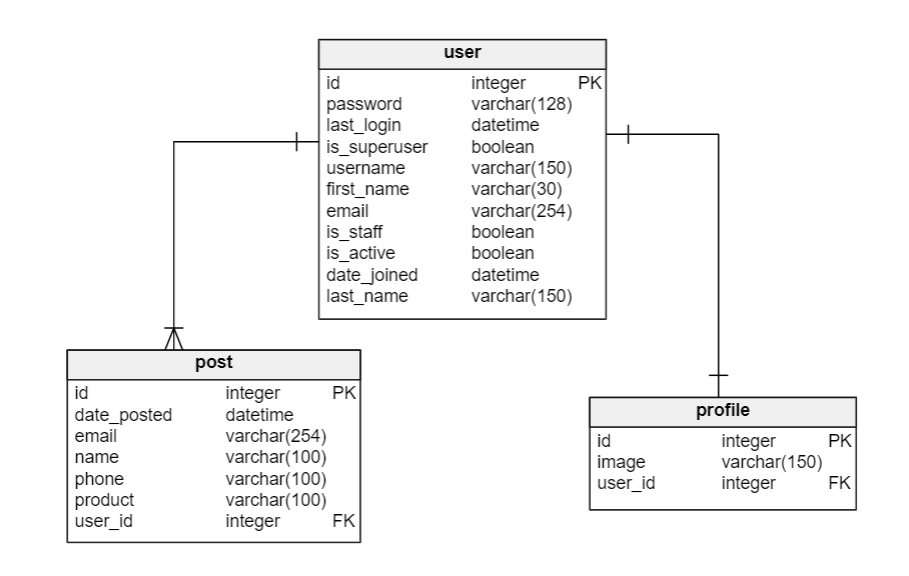 user
id integer PK
password varchar(128)
last_login datetime
is_superuser boolean
username varchar(150)
first_name varchar(30)
email varchar(254)
is_staff boolean
is_active boolean
date_joined datetime
last_name varchar(150)
post
id integer PK
date_posted datetime
email varchar(254)
name varchar(100)
phone varchar(100)
product varchar(100)
user_id integer FK
profile
id integer PK
image varchar(150)
user_id integer FK